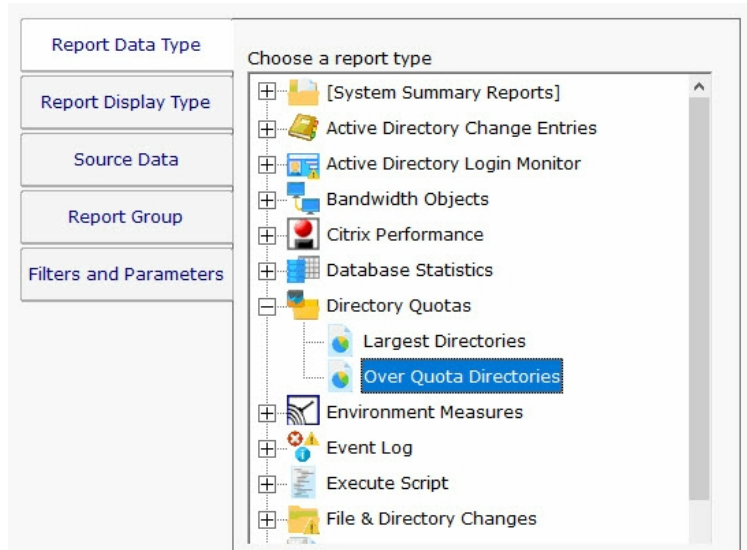 Report Data Type
Report Display Type
Source Data
Report Group
Filters and Parameters
Choose a report type
[System Summary Reports]
Active Directory Change Entries
Active Directory Login Monitor
Bandwidth Objects
Citrix Performance
Database Statistics
Directory Quotas
Largest Directories
Over Quota Directories
Environment Measures
Event Log
Execute Script
File & Directory Changes